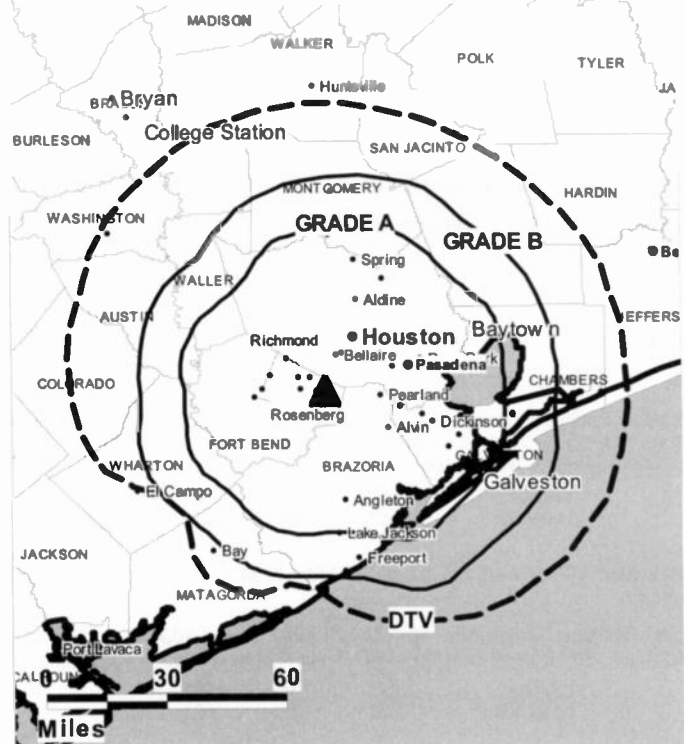 MADISON
WALKER
POLK
TYLER
Huntsville
Bryan
College Station
BURLESON
SAN JACINTO
MONTGOMERY
HARDIN
WASHINGTON
GRADE A
GRADE B
Spring
WALLER
Aldine
AUSTIN
EFFERS
Richmond
Houston
Baytown
Bellaire
Pasadena
COLORADO
CHAMBERS
Pearland
Rosenberg
Dickinson
Alvin
FORT BEND
WHARTON
BRAZORIA
Galveston
El Campo
Angleton
Lake Jackson
JACKSON
Bay
Freeport
MATAGORDA
DTV
Port Lavaca
0 30 60
Miles